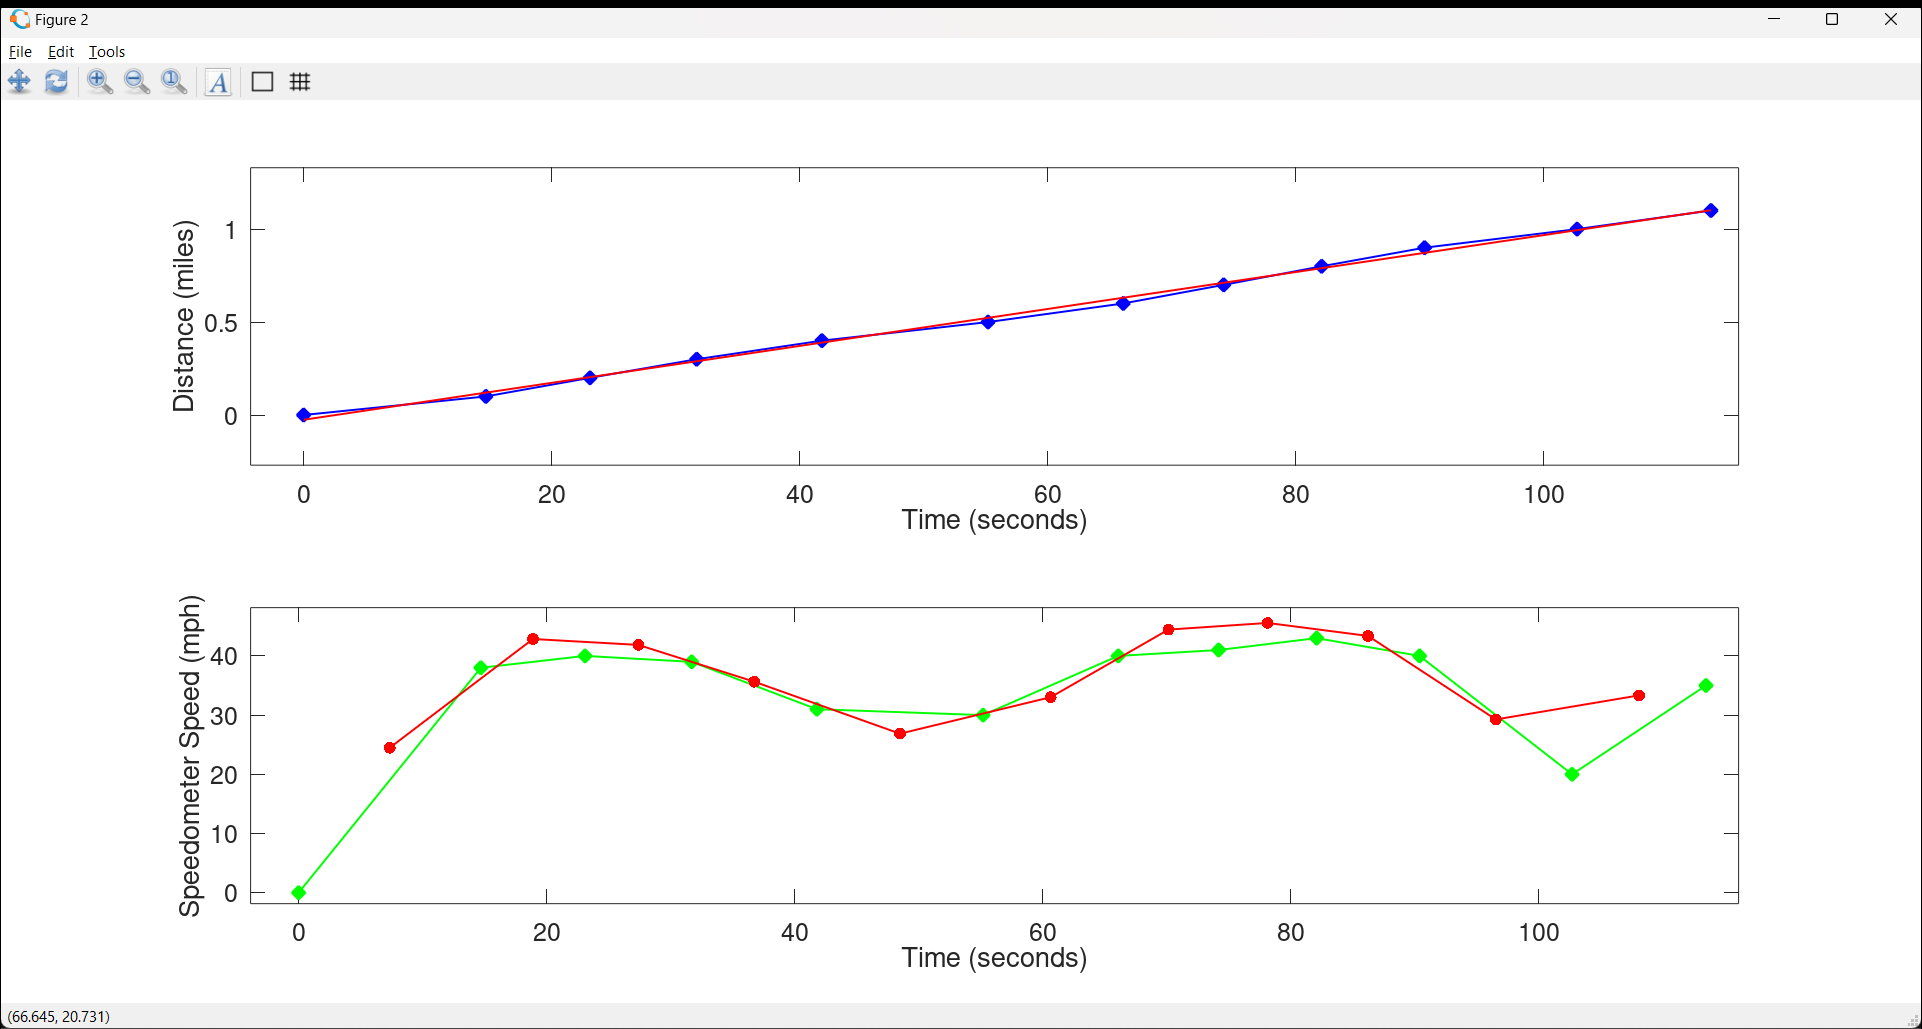 Figure 2
File Edit Tools
Distance (miles)
1
0.5
0
0 20 40 60 80 100
Time (seconds)
Speedometer Speed (mph)
40
30
20
10
0
0 20 40 60 80 100
Time (seconds)
(66.645, 20.731)